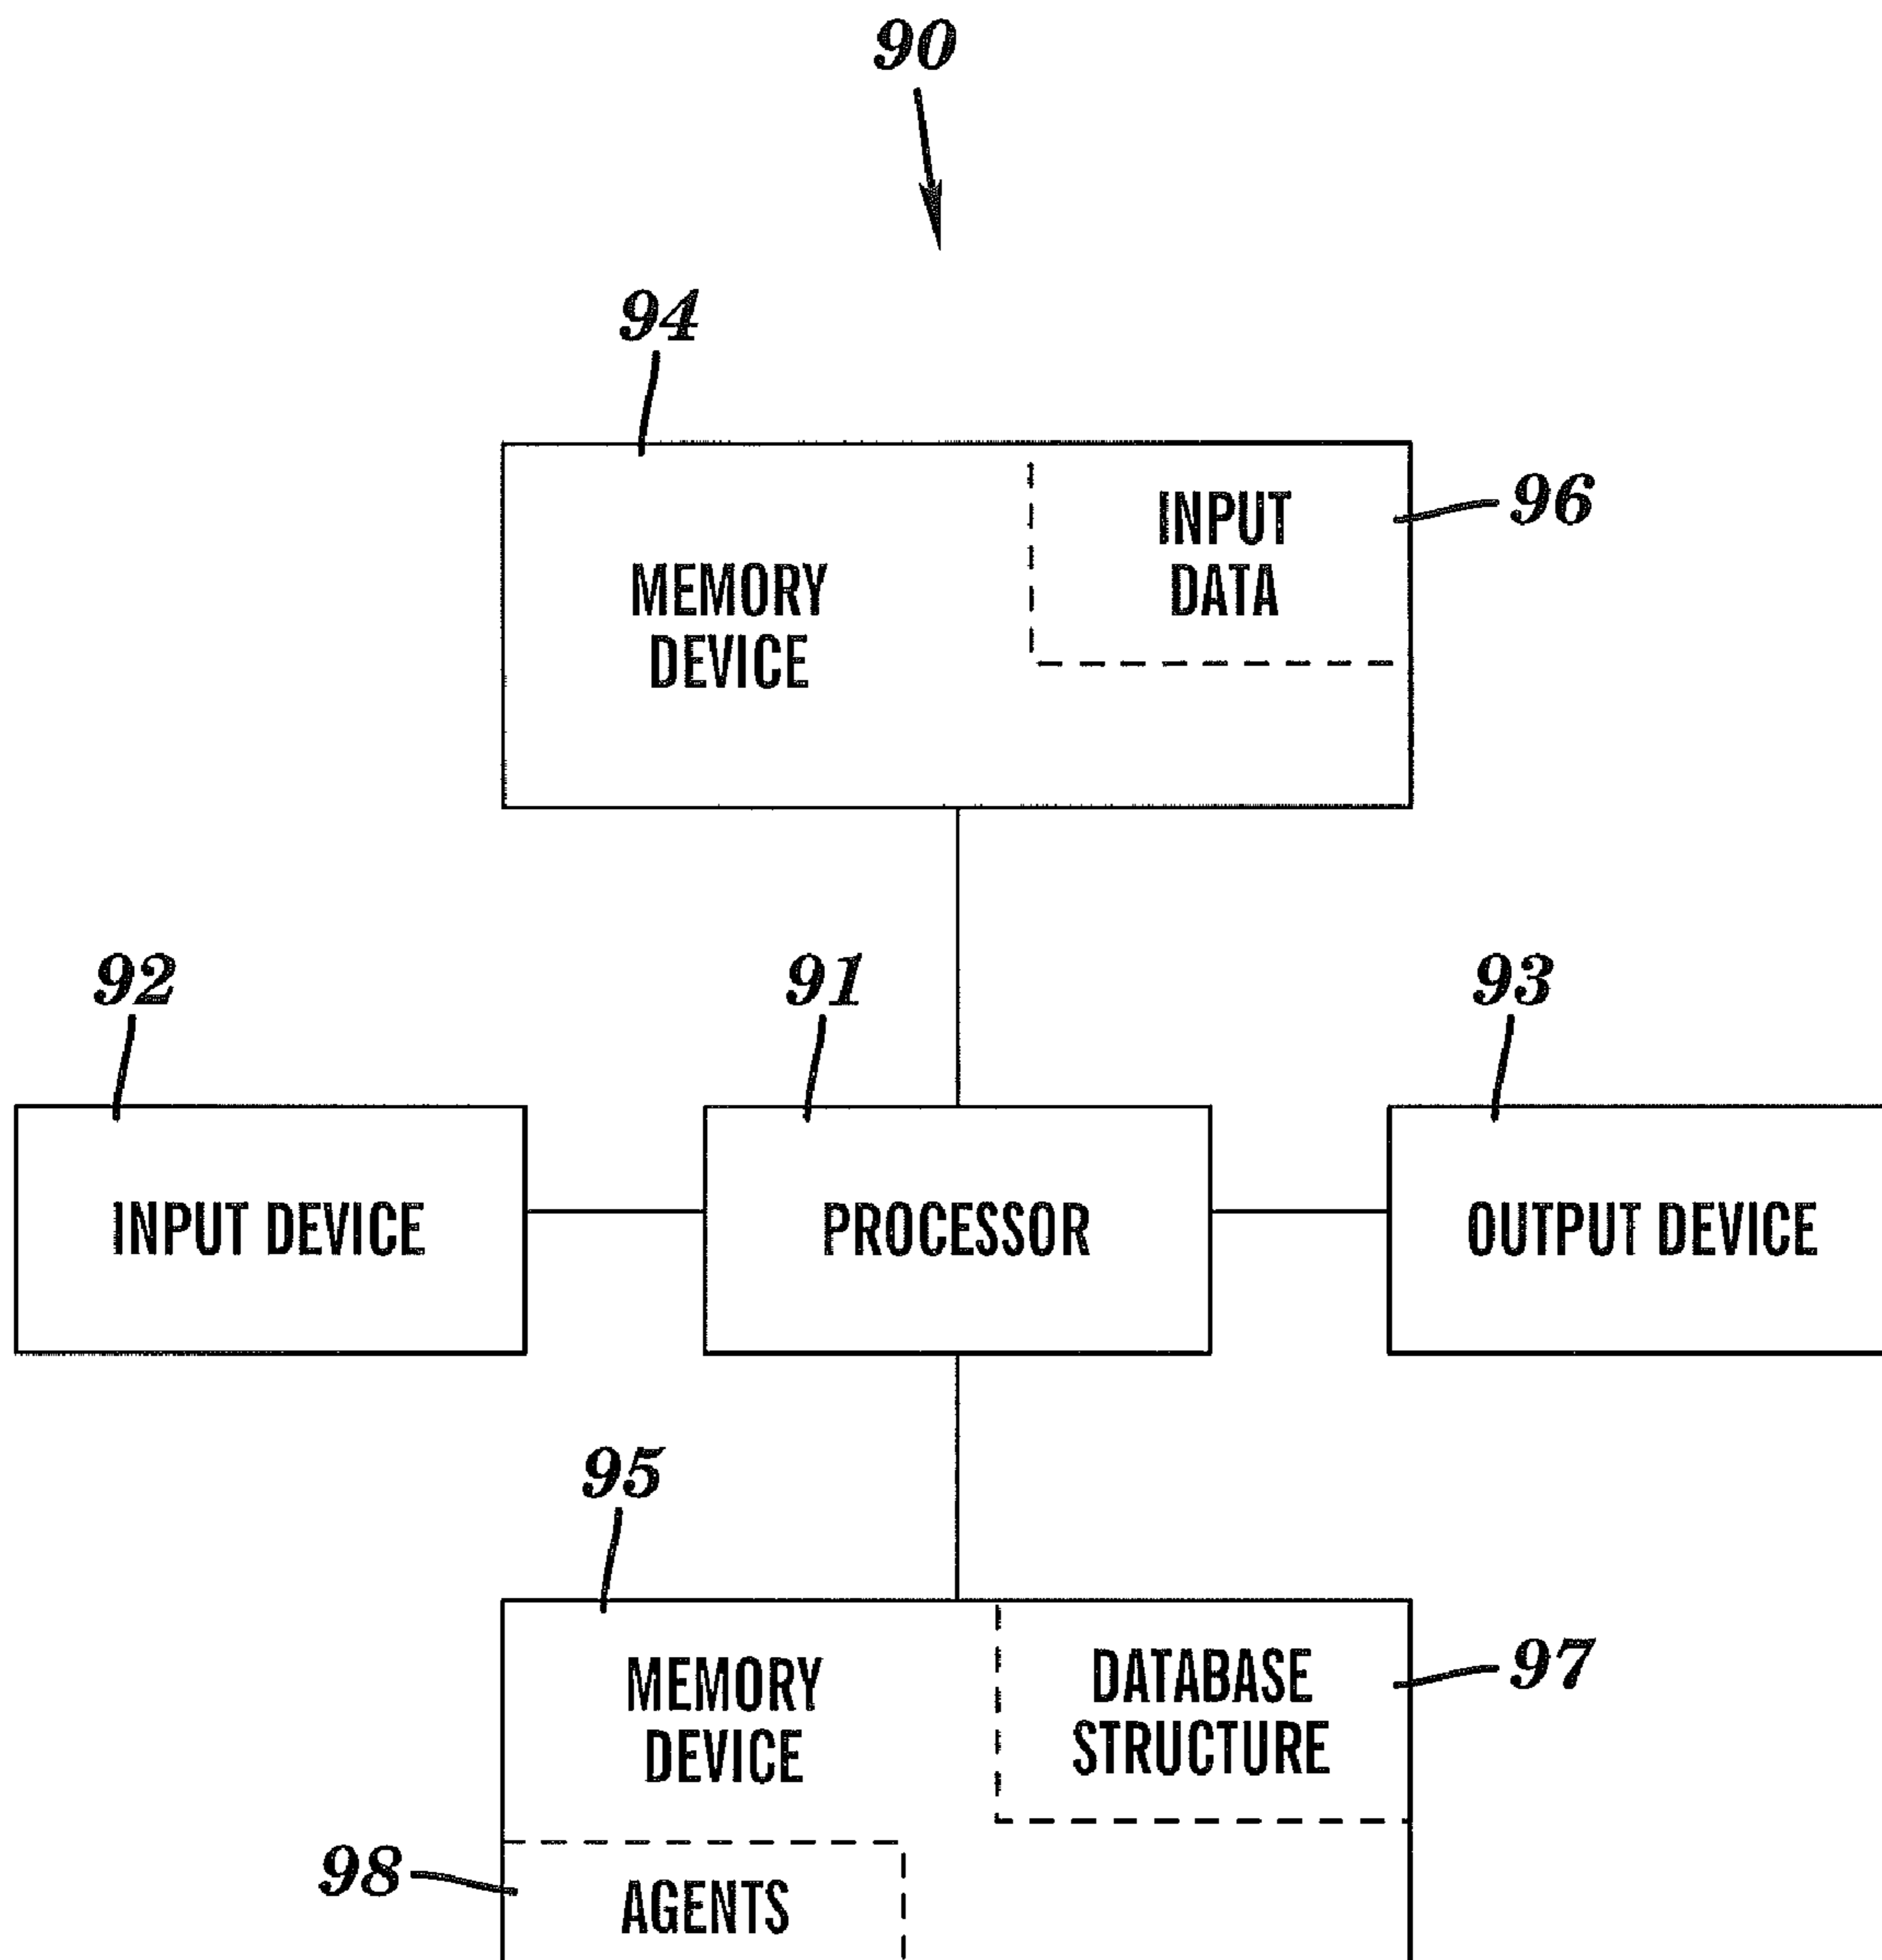 90
94
96
INPUT
DATA
MEMORY
DEVICE
92
91
93
INPUT DEVICE
PROCESSOR
OUTPUT DEVICE
95
97
MEMORY
DEVICE
DATABASE
STRUCTURE
98
AGENTS